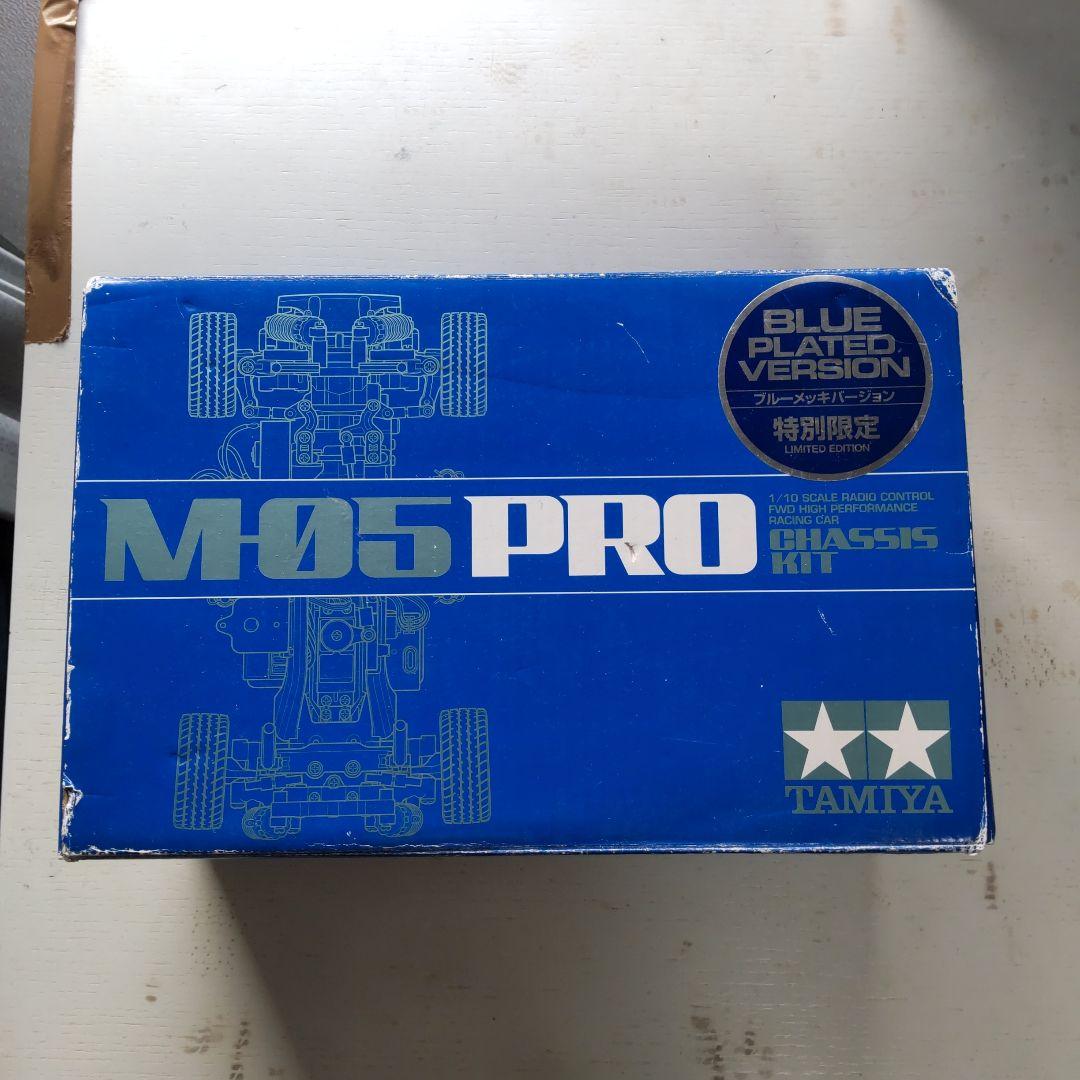 BLUE
PLATED
VERSION
ブルーメッキバージョン
特別限定
LIMITED EDITION
M-05 PRO
1/10 SCALE RADIO CONTROL
FWD HIGH PERFORMANCE
RACING CAR
CHASSIS
KIT
TAMIYA